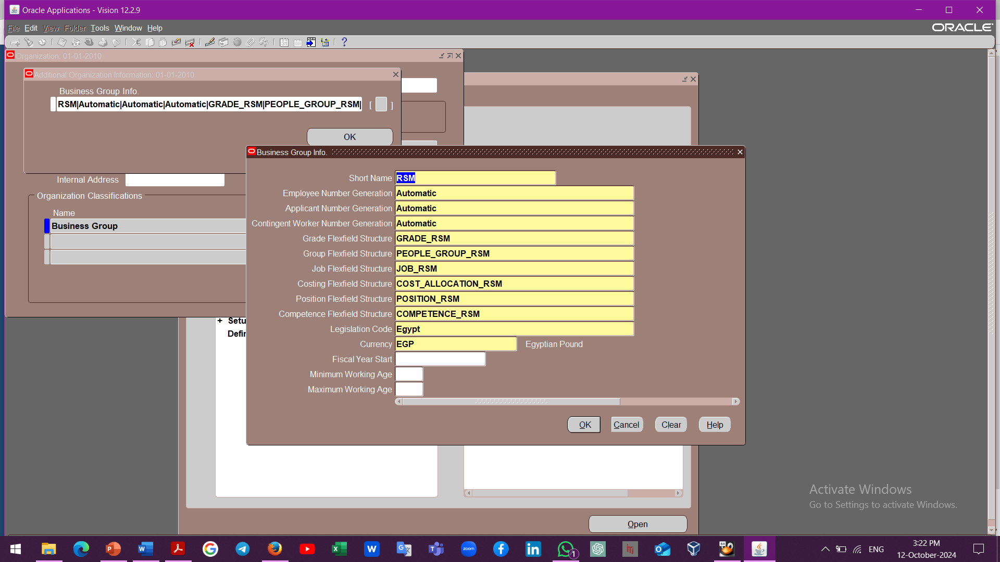 Oracle Applications - Vision 12.2.9
File Edit View Folder Tools Window Help
ORACLE
Organization: 01-01-2010
Additional Organization Information: 01-01-2010
Business Group Info.
RSM|Automatic|Automatic|Automatic|GRADE_RSM|PEOPLE_GROUP_RSM|
[ ]
OK
Internal Address
Organization Classifications
Name
Business Group
Business Group Info.
Short Name RSM
Employee Number Generation Automatic
Applicant Number Generation Automatic
Contingent Worker Number Generation Automatic
Grade Flexfield Structure GRADE_RSM
Group Flexfield Structure PEOPLE_GROUP_RSM
Job Flexfield Structure JOB_RSM
Costing Flexfield Structure COST_ALLOCATION_RSM
Position Flexfield Structure POSITION_RSM
Competence Flexfield Structure COMPETENCE_RSM
Legislation Code Egypt
Currency EGP Egyptian Pound
Fiscal Year Start
Minimum Working Age
Maximum Working Age
OK Cancel Clear Help
+ Setu
Defin
Open
Activate Windows
Go to Settings to activate Windows.
zoom
1
ENG
3:22 PM
12-October-2024